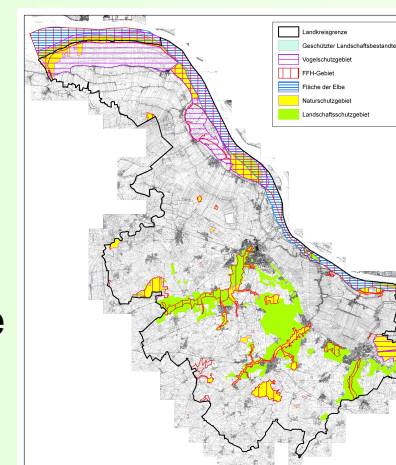 Landkreisgrenze
Geschützter Landschaftsbestandte
Vogelschutzgebiet
FFH-Gebiet
Fläche der Elbe
Naturschutzgebiet
Landschaftsschutzgebiet
e